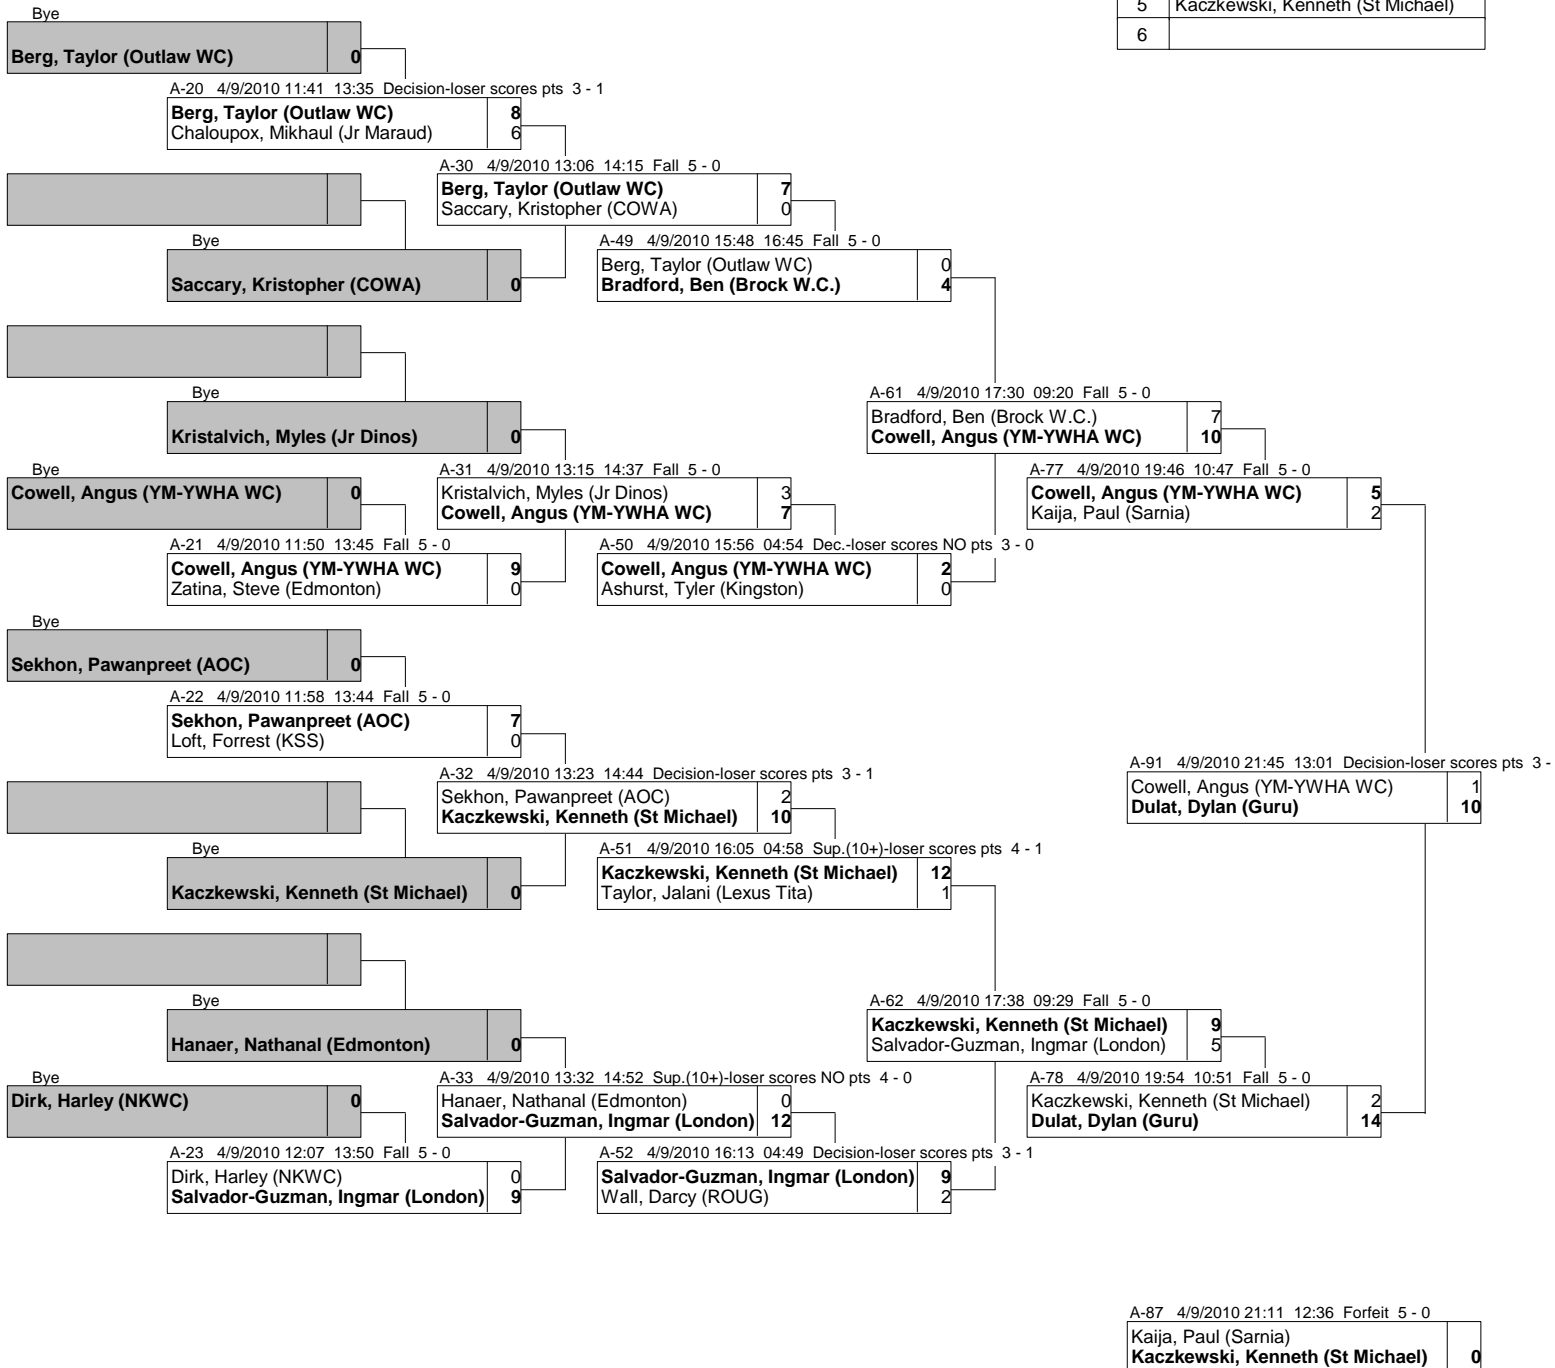 5 Kaczkewski, Kenneth (St Michael)
6
Bye
Berg, Taylor (Outlaw WC) 0
A-20 4/9/2010 11:41 13:35 Decision-loser scores pts 3 - 1
Berg, Taylor (Outlaw WC) 8
Chaloupox, Mikhaul (Jr Maraud) 6
A-30 4/9/2010 13:06 14:15 Fall 5 - 0
Berg, Taylor (Outlaw WC) 7
Saccary, Kristopher (COWA) 0
Bye
Saccary, Kristopher (COWA) 0
A-49 4/9/2010 15:48 16:45 Fall 5 - 0
Berg, Taylor (Outlaw WC) 0
Bradford, Ben (Brock W.C.) 4
Bye
Kristalvich, Myles (Jr Dinos) 0
A-61 4/9/2010 17:30 09:20 Fall 5 - 0
Bradford, Ben (Brock W.C.) 7
Cowell, Angus (YM-YWHA WC) 10
Bye
Cowell, Angus (YM-YWHA WC) 0
A-31 4/9/2010 13:15 14:37 Fall 5 - 0
Kristalvich, Myles (Jr Dinos) 3
Cowell, Angus (YM-YWHA WC) 7
A-77 4/9/2010 19:46 10:47 Fall 5 - 0
Cowell, Angus (YM-YWHA WC) 5
Kaija, Paul (Sarnia) 2
A-21 4/9/2010 11:50 13:45 Fall 5 - 0
Cowell, Angus (YM-YWHA WC) 9
Zatina, Steve (Edmonton) 0
A-50 4/9/2010 15:56 04:54 Dec.-loser scores NO pts 3 - 0
Cowell, Angus (YM-YWHA WC) 2
Ashurst, Tyler (Kingston) 0
Bye
Sekhon, Pawanpreet (AOC) 0
A-22 4/9/2010 11:58 13:44 Fall 5 - 0
Sekhon, Pawanpreet (AOC) 7
Loft, Forrest (KSS) 0
A-91 4/9/2010 21:45 13:01 Decision-loser scores pts 3 -
Cowell, Angus (YM-YWHA WC) 1
Dulat, Dylan (Guru) 10
A-32 4/9/2010 13:23 14:44 Decision-loser scores pts 3 - 1
Sekhon, Pawanpreet (AOC) 2
Kaczkewski, Kenneth (St Michael) 10
Bye
Kaczkewski, Kenneth (St Michael) 0
A-51 4/9/2010 16:05 04:58 Sup.(10+)-loser scores pts 4 - 1
Kaczkewski, Kenneth (St Michael) 12
Taylor, Jalani (Lexus Tita) 1
Bye
Hanaer, Nathanal (Edmonton) 0
A-62 4/9/2010 17:38 09:29 Fall 5 - 0
Kaczkewski, Kenneth (St Michael) 9
Salvador-Guzman, Ingmar (London) 5
Bye
Dirk, Harley (NKWC) 0
A-33 4/9/2010 13:32 14:52 Sup.(10+)-loser scores NO pts 4 - 0
Hanaer, Nathanal (Edmonton) 0
Salvador-Guzman, Ingmar (London) 12
A-78 4/9/2010 19:54 10:51 Fall 5 - 0
Kaczkewski, Kenneth (St Michael) 2
Dulat, Dylan (Guru) 14
A-23 4/9/2010 12:07 13:50 Fall 5 - 0
Dirk, Harley (NKWC) 0
Salvador-Guzman, Ingmar (London) 9
A-52 4/9/2010 16:13 04:49 Decision-loser scores pts 3 - 1
Salvador-Guzman, Ingmar (London) 9
Wall, Darcy (ROUG) 2
A-87 4/9/2010 21:11 12:36 Forfeit 5 - 0
Kaija, Paul (Sarnia)
Kaczkewski, Kenneth (St Michael) 0